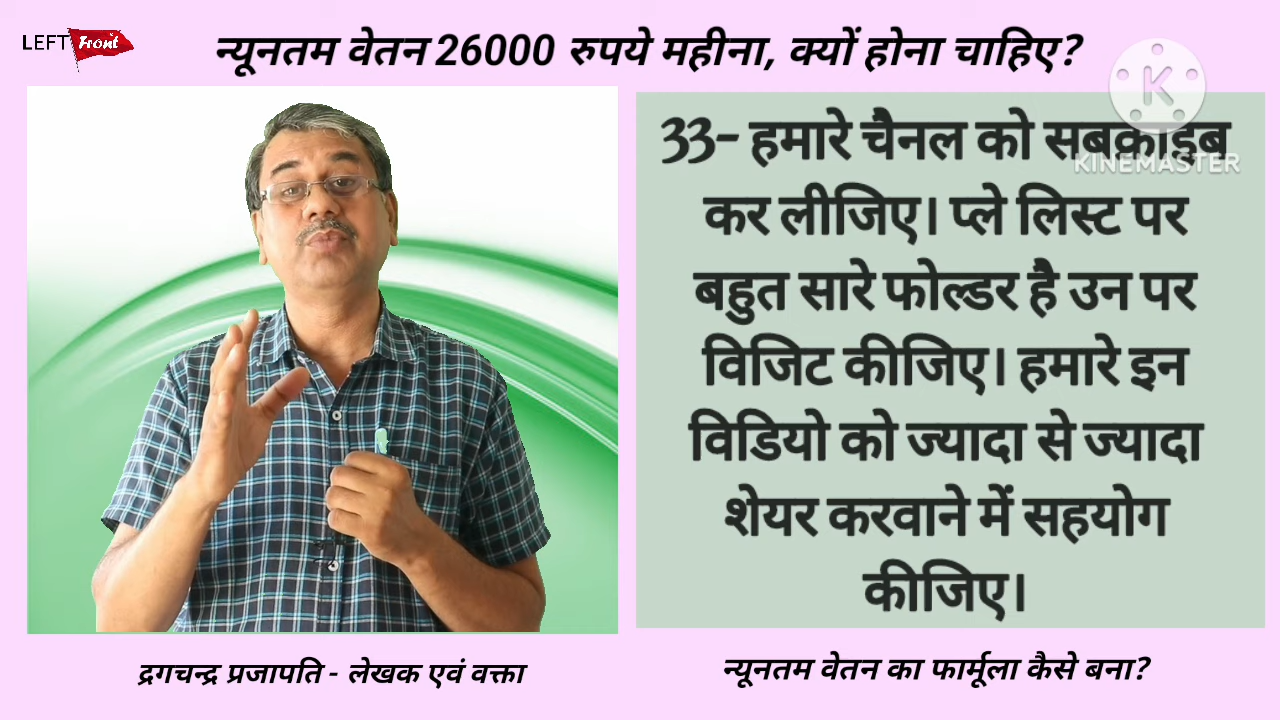 LEFT Front
न्यूनतम वेतन 26000 रुपये महीना, क्यों होना चाहिए?
K
KINEMASTER
33- हमारे चैनल को सबक्राइब
कर लीजिए। प्ले लिस्ट पर
बहुत सारे फोल्डर है उन पर
विजिट कीजिए। हमारे इन
विडियो को ज्यादा से ज्यादा
शेयर करवाने में सहयोग
कीजिए।
द्रगचन्द्र प्रजापति - लेखक एवं वक्ता
न्यूनतम वेतन का फार्मूला कैसे बना?